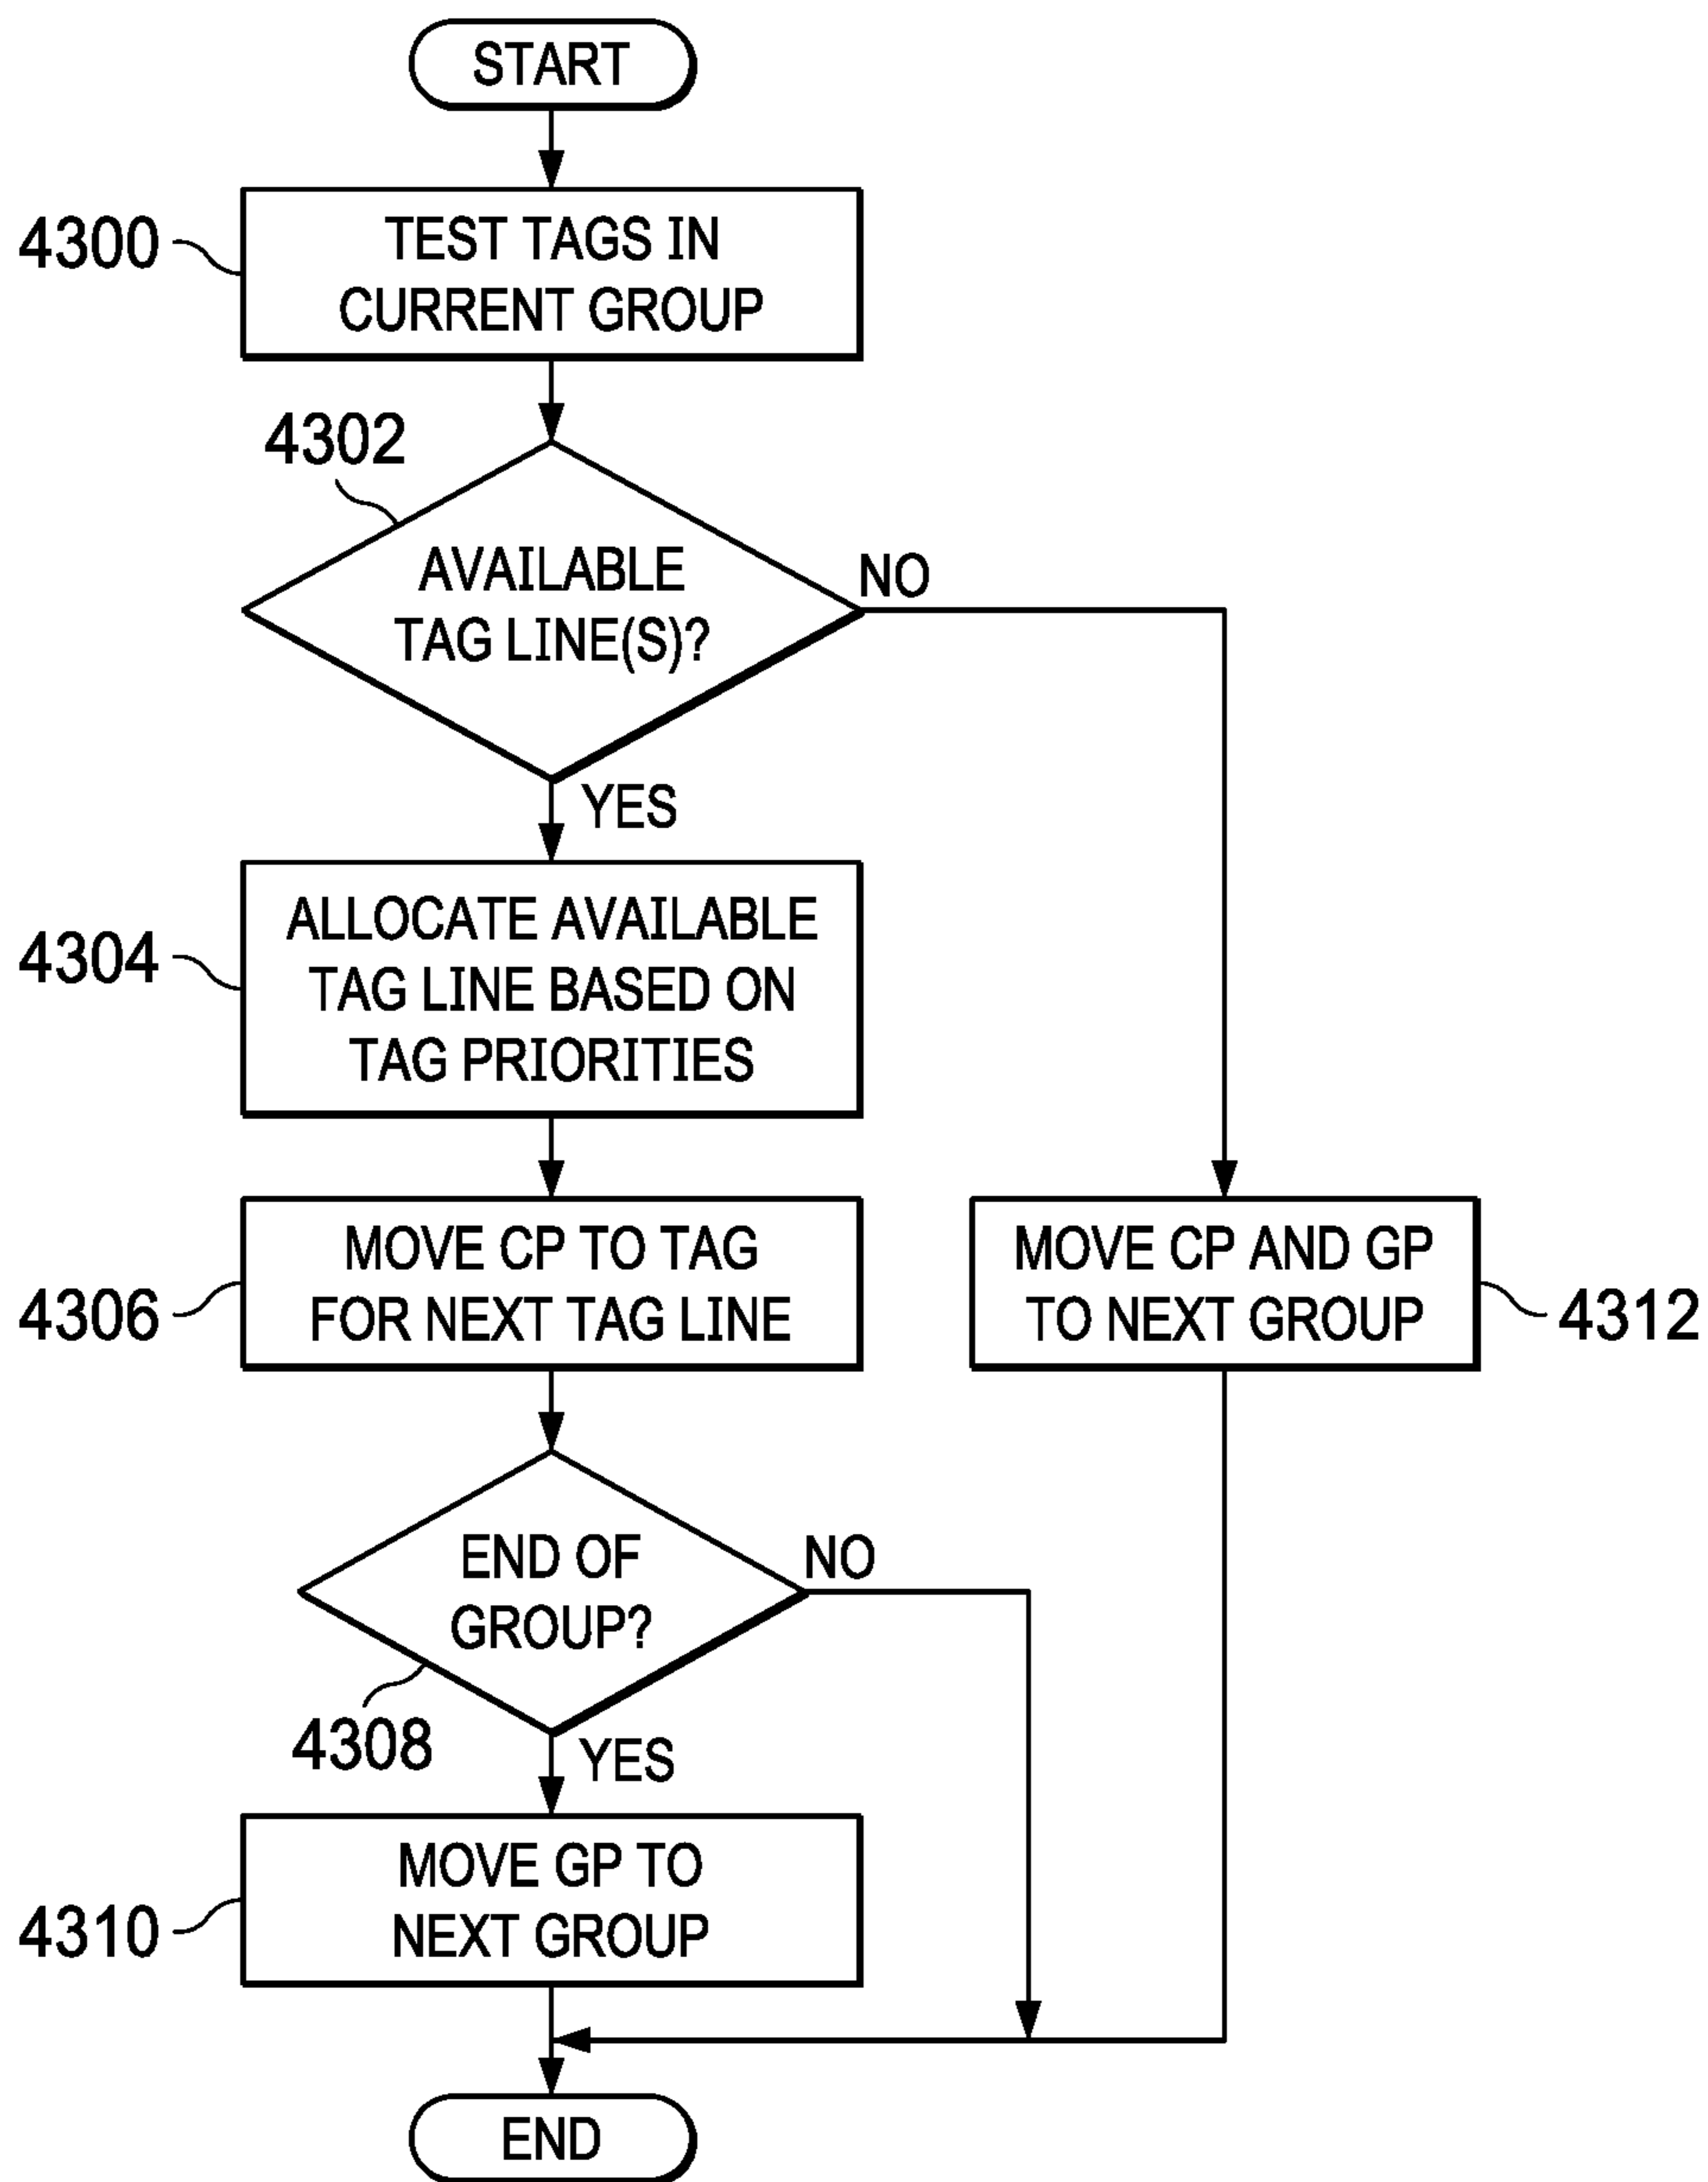 START
4300
TEST TAGS IN
CURRENT GROUP
4302
AVAILABLE
TAG LINE(S)?
NO
YES
4304
ALLOCATE AVAILABLE
TAG LINE BASED ON
TAG PRIORITIES
4306
MOVE CP TO TAG
FOR NEXT TAG LINE
MOVE CP AND GP
TO NEXT GROUP
4312
END OF
GROUP?
NO
4308
YES
4310
MOVE GP TO
NEXT GROUP
END